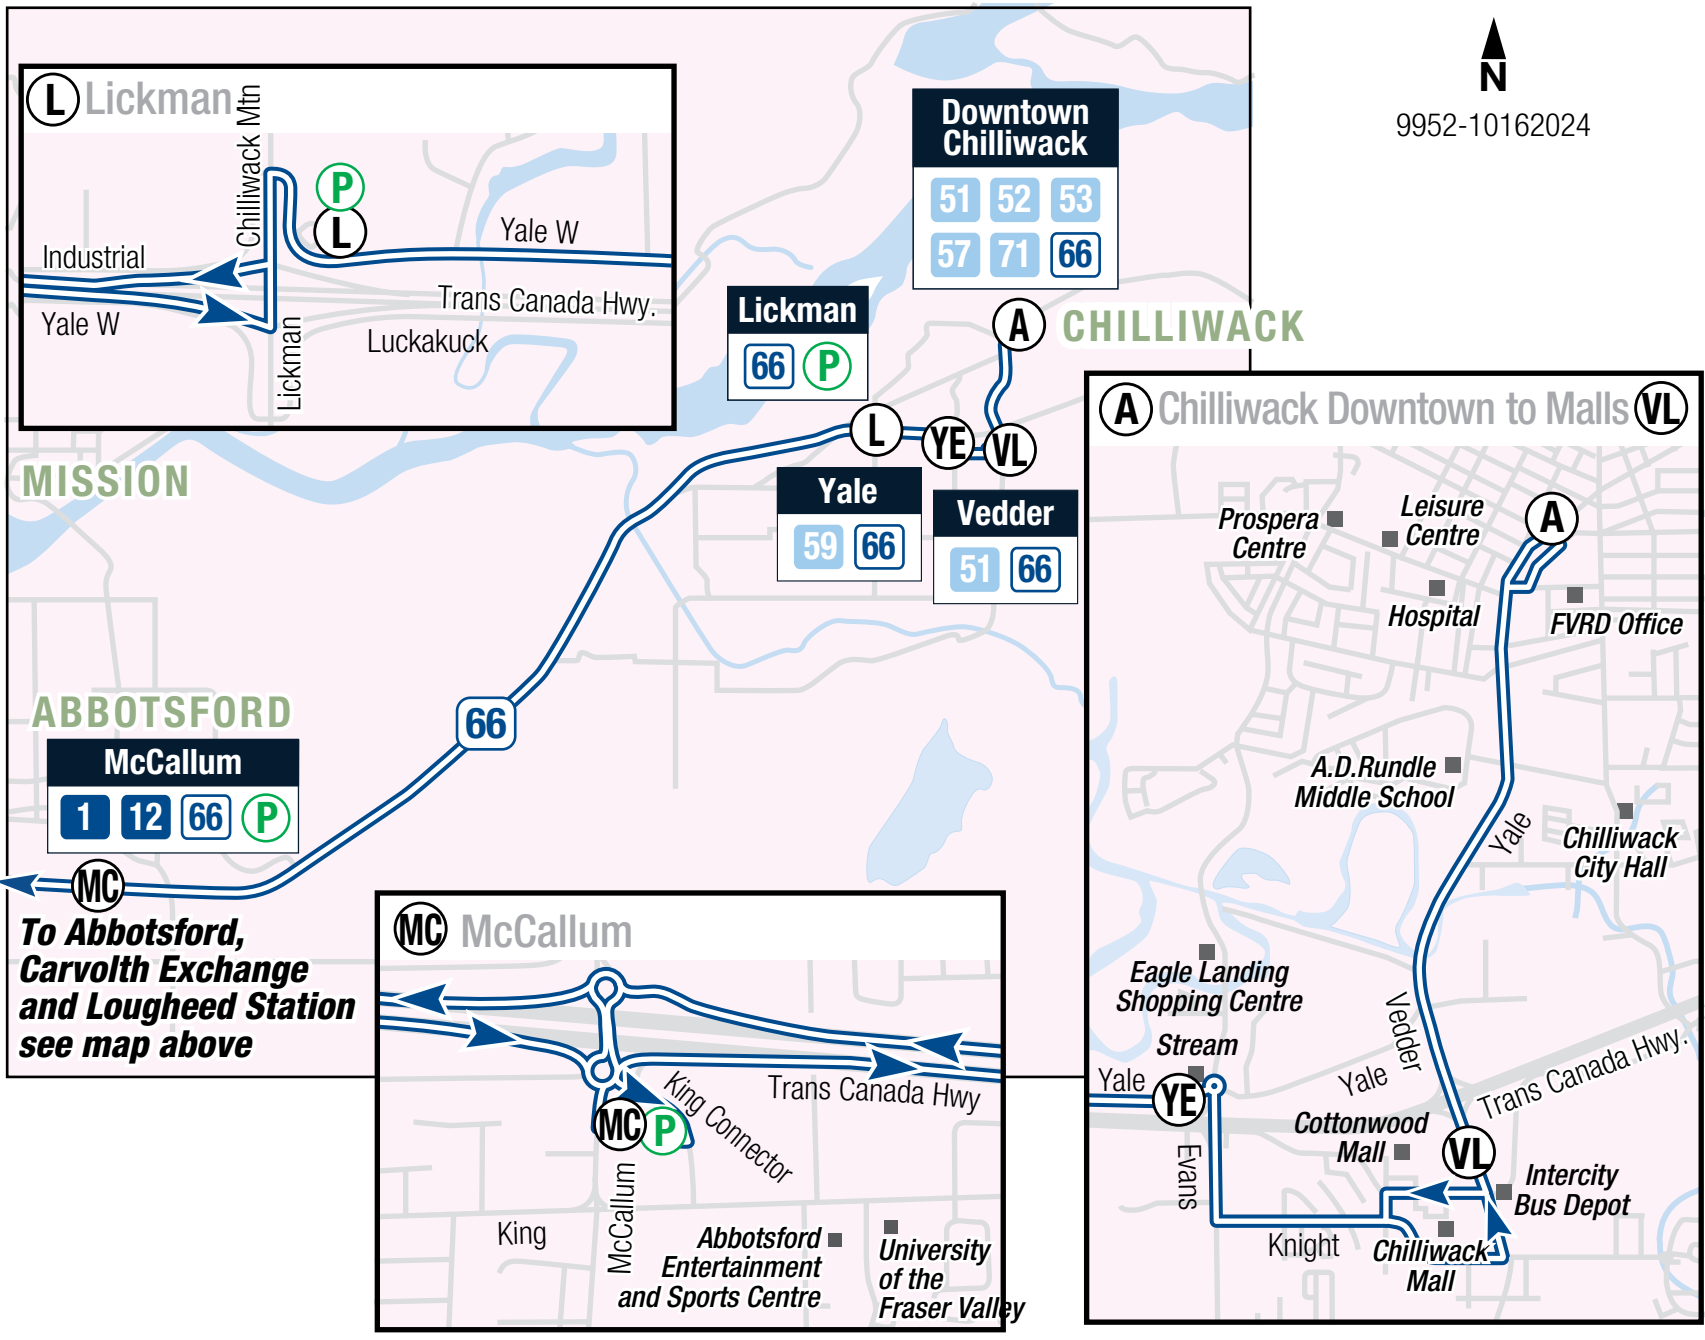 N
9952-10162024
L Lickman
Chilliwack Mtn
P
L
Yale W
Industrial
Trans Canada Hwy.
Yale W
Luckakuck
Lickman
Downtown
Chilliwack
51 52 53
57 71 66
Lickman
66 P
A CHILLIWACK
L YE VL
Yale
59 66
Vedder
51 66
MISSION
66
ABBOTSFORD
McCallum
1 12 66 P
MC
To Abbotsford,
Carvolth Exchange
and Lougheed Station
see map above
MC McCallum
King Connector
Trans Canada Hwy
MC P
McCallum
King
Abbotsford
Entertainment
and Sports Centre
University
of the
Fraser Valley
A Chilliwack Downtown to Malls VL
A
Prospera
Centre
Leisure
Centre
Hospital
FVRD Office
A.D.Rundle
Middle School
Yale
Chilliwack
City Hall
Eagle Landing
Shopping Centre
Vedder
Stream
Yale
YE
Yale
Trans Canada Hwy.
Cottonwood
Mall
VL
Evans
Intercity
Bus Depot
Knight
Chilliwack
Mall